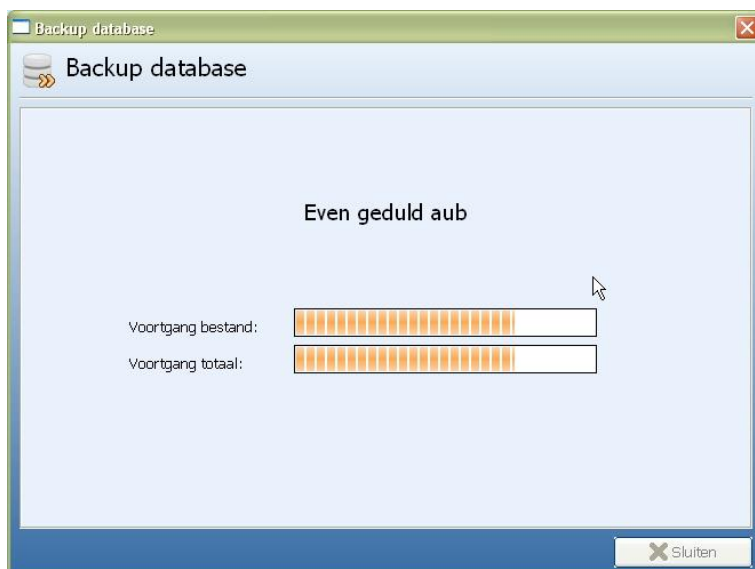 Backup database
Backup database
Even geduld aub
Voortgang bestand:
Voortgang totaal:
Sluiten